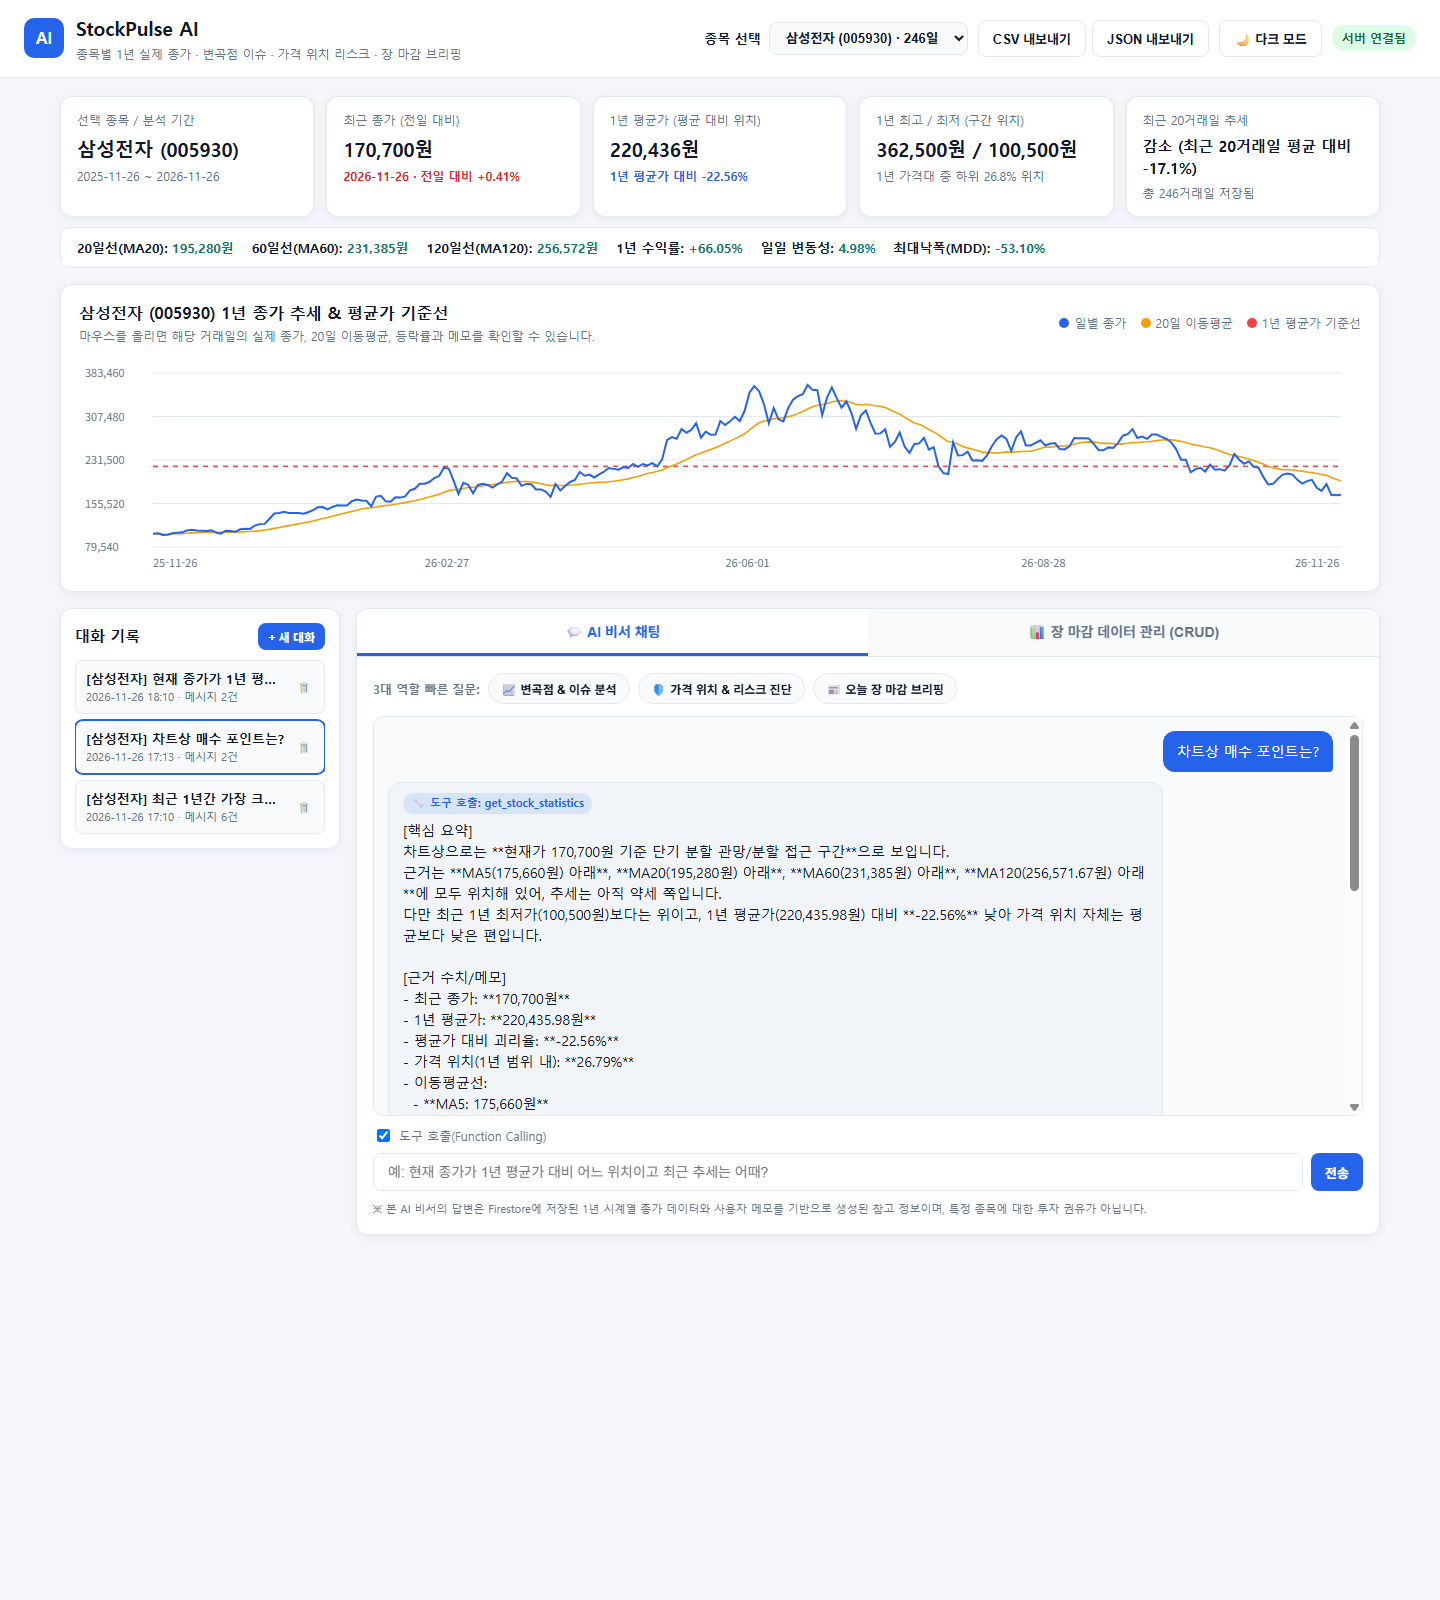 AI
StockPulse AI
종목별 1년 실제 종가 · 변곡점 이슈 · 가격 위치 리스크 · 장 마감 브리핑
종목 선택
삼성전자 (005930) · 246일
CSV 내보내기
JSON 내보내기
🌙 다크 모드
서버 연결됨
선택 종목 / 분석 기간
삼성전자 (005930)
2025-11-26 ~ 2026-11-26
최근 종가 (전일 대비)
170,700원
2026-11-26 · 전일 대비 +0.41%
1년 평균가 (평균 대비 위치)
220,436원
1년 평균가 대비 -22.56%
1년 최고 / 최저 (구간 위치)
362,500원 / 100,500원
1년 가격대 중 하위 26.8% 위치
최근 20거래일 추세
감소 (최근 20거래일 평균 대비
-17.1%)
총 246거래일 저장됨
20일선(MA20): 195,280원 60일선(MA60): 231,385원 120일선(MA120): 256,572원 1년 수익률: +66.05% 일일 변동성: 4.98% 최대낙폭(MDD): -53.10%
삼성전자 (005930) 1년 종가 추세 & 평균가 기준선
마우스를 올리면 해당 거래일의 실제 종가, 20일 이동평균, 등락률과 메모를 확인할 수 있습니다.
일별 종가 20일 이동평균 1년 평균가 기준선
383,460
307,480
231,500
155,520
79,540
25-11-26 26-02-27 26-06-01 26-08-28 26-11-26
대화 기록
+ 새 대화
[삼성전자] 현재 종가가 1년 평...
2026-11-26 18:10 · 메시지 2건
[삼성전자] 차트상 매수 포인트는?
2026-11-26 17:13 · 메시지 2건
[삼성전자] 최근 1년간 가장 크...
2026-11-26 17:10 · 메시지 6건
💬 AI 비서 채팅
📊 장 마감 데이터 관리 (CRUD)
3대 역할 빠른 질문:
📈 변곡점 & 이슈 분석
🛡️ 가격 위치 & 리스크 진단
📰 오늘 장 마감 브리핑
차트상 매수 포인트는?
도구 호출: get_stock_statistics
[핵심 요약]
차트상으로는 **현재가 170,700원 기준 단기 분할 관망/분할 접근 구간**으로 보입니다.
근거는 **MA5(175,660원) 아래**, **MA20(195,280원) 아래**, **MA60(231,385원) 아래**, **MA120(256,571.67원) 아래
**에 모두 위치해 있어, 추세는 아직 약세 쪽입니다.
다만 최근 1년 최저가(100,500원)보다는 위이고, 1년 평균가(220,435.98원) 대비 **-22.56%** 낮아 가격 위치 자체는 평
균보다 낮은 편입니다.
[근거 수치/메모]
- 최근 종가: **170,700원**
- 1년 평균가: **220,435.98원**
- 평균가 대비 괴리율: **-22.56%**
- 가격 위치(1년 범위 내): **26.79%**
- 이동평균선:
- **MA5: 175,660원**
도구 호출(Function Calling)
예: 현재 종가가 1년 평균가 대비 어느 위치이고 최근 추세는 어때?
전송
※ 본 AI 비서의 답변은 Firestore에 저장된 1년 시계열 종가 데이터와 사용자 메모를 기반으로 생성된 참고 정보이며, 특정 종목에 대한 투자 권유가 아닙니다.